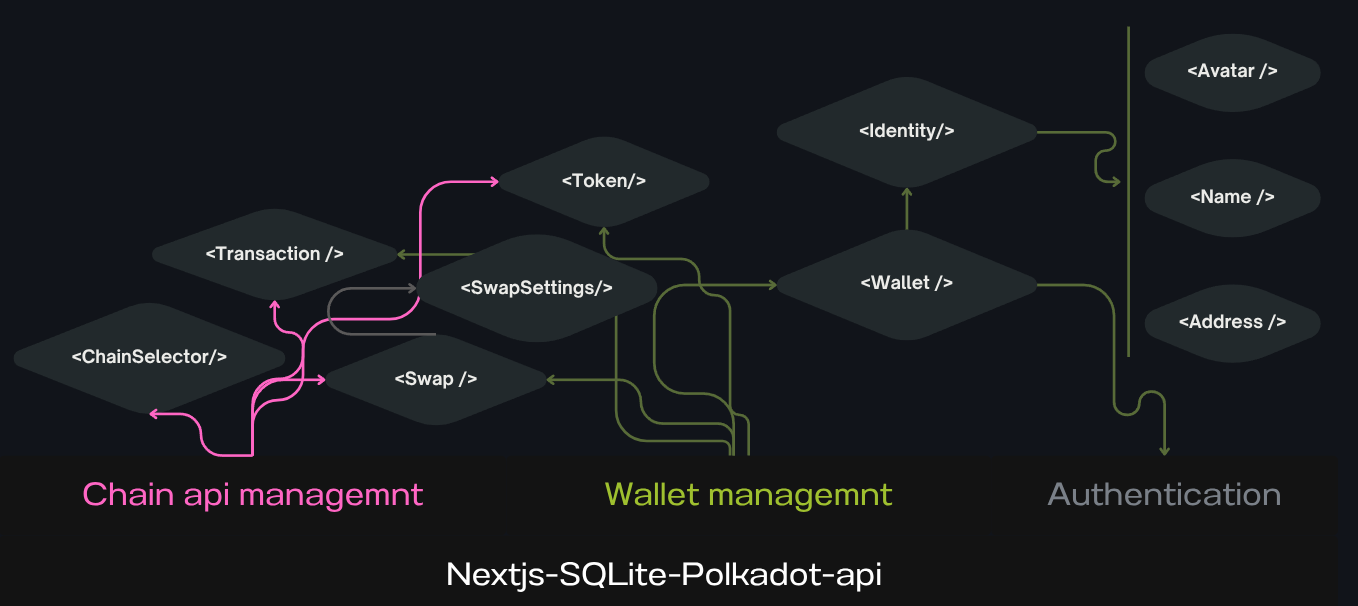 <Avatar />
<Identity/>
<Token/>
<Name />
<Transaction />
<SwapSettings/>
<Wallet />
<Address />
<ChainSelector/>
<Swap />
Chain api managemnt
Wallet managemnt
Authentication
Nextjs-SQLite-Polkadot-api